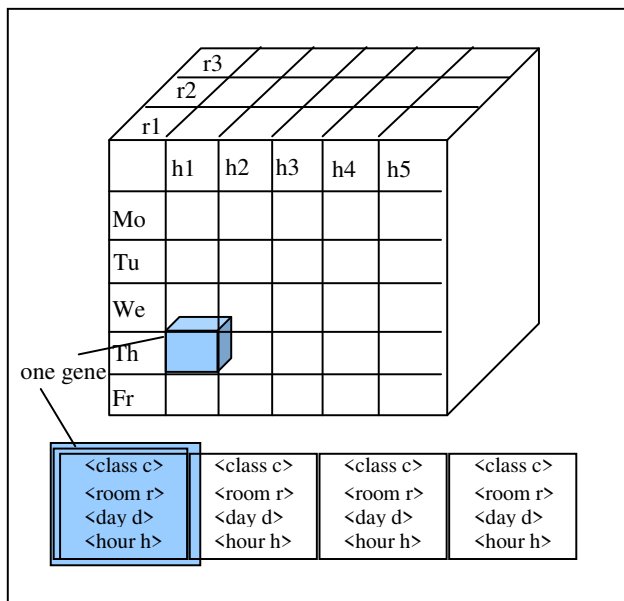 r3
r2
r1
h1 h2 h3 h4 h5
Mo
Tu
We
Th
one gene
Fr
<class c> <class c> <class c> <class c>
<room r> <room r> <room r> <room r>
<day d> <day d> <day d> <day d>
<hour h> <hour h> <hour h> <hour h>